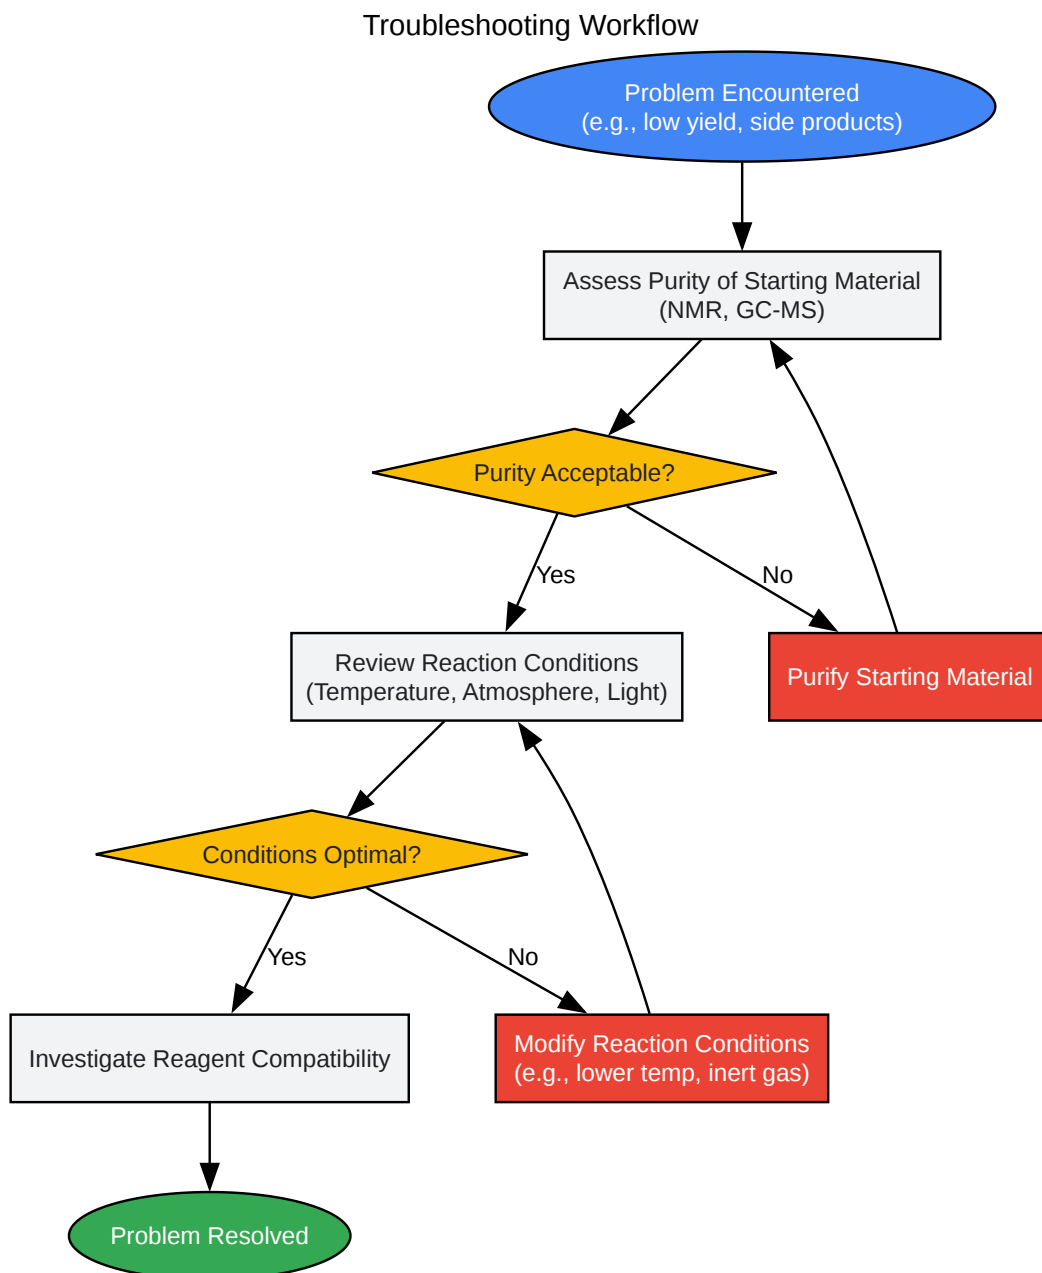 Troubleshooting Workflow
Problem Encountered
(e.g., low yield, side products)
Assess Purity of Starting Material
(NMR, GC-MS)
Purity Acceptable?
Yes
No
Review Reaction Conditions
(Temperature, Atmosphere, Light)
Purify Starting Material
Conditions Optimal?
Yes
No
Investigate Reagent Compatibility
Modify Reaction Conditions
(e.g., lower temp, inert gas)
Problem Resolved